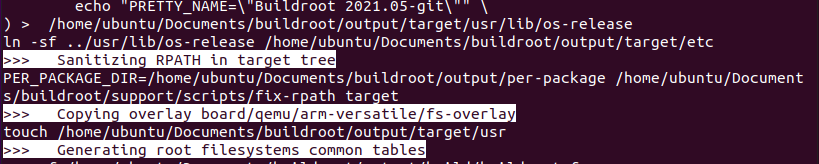 echo "PRETTY_NAME=\"Buildroot 2021.05-git\"" \
) >  /home/ubuntu/Documents/buildroot/output/target/usr/lib/os-release
ln -sf ../usr/lib/os-release /home/ubuntu/Documents/buildroot/output/target/etc
>>>   Sanitizing RPATH in target tree
PER_PACKAGE_DIR=/home/ubuntu/Documents/buildroot/output/per-package /home/ubuntu/Document
s/buildroot/support/scripts/fix-rpath target
>>>   Copying overlay board/qemu/arm-versatile/fs-overlay
touch /home/ubuntu/Documents/buildroot/output/target/usr
>>>   Generating root filesystems common tables